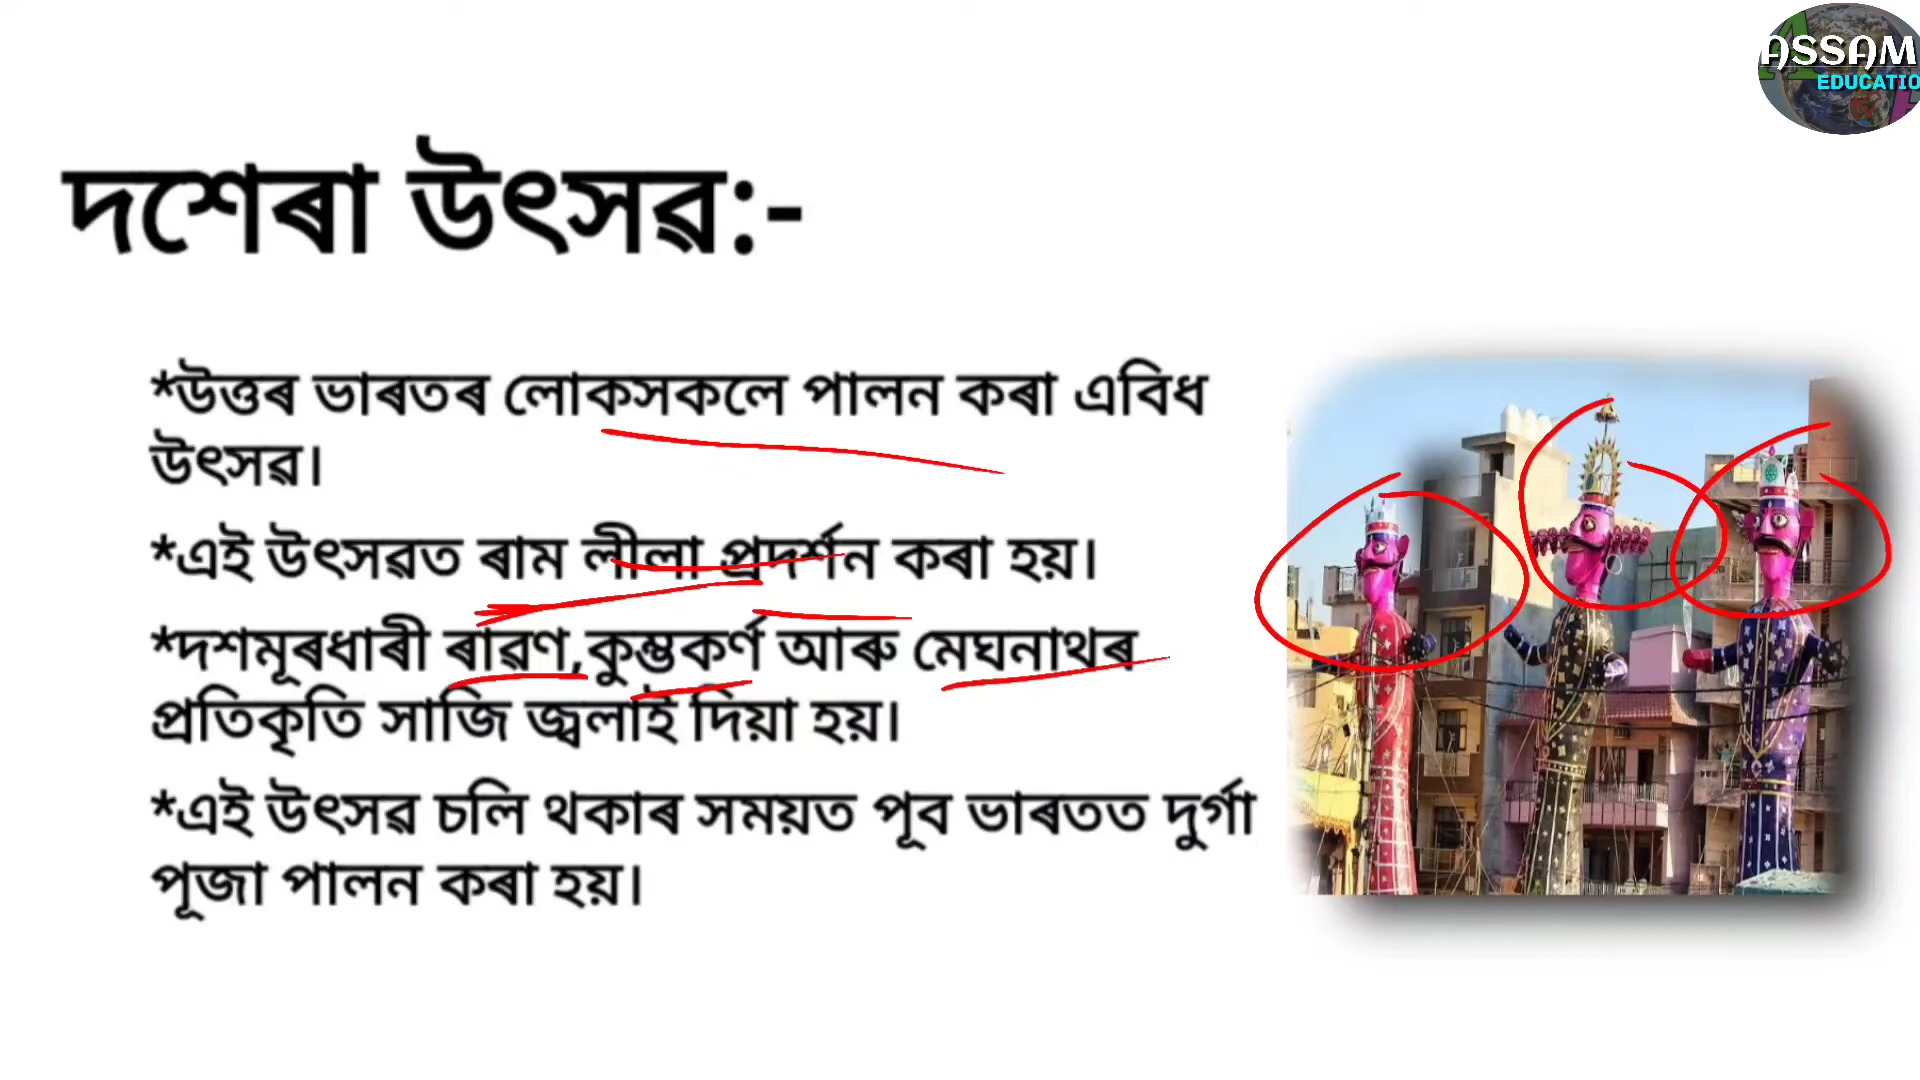 ASSAM
EDUCATIO
দশেৰা উৎসৱ:-
*উত্তৰ ভাৰতৰ লোকসকলে পালন কৰা এবিধ
উৎসৱ।
*এই উৎসৱত ৰাম লীলা প্ৰদৰ্শন কৰা হয়।
*দশমূৰধাৰী ৰাৱণ,কুম্ভকৰ্ণ আৰু মেঘনাথৰ
প্ৰতিকৃতি সাজি জ্বলাই দিয়া হয়।
*এই উৎসৱ চলি থকাৰ সময়ত পূব ভাৰতত দুৰ্গা
পূজা পালন কৰা হয়।